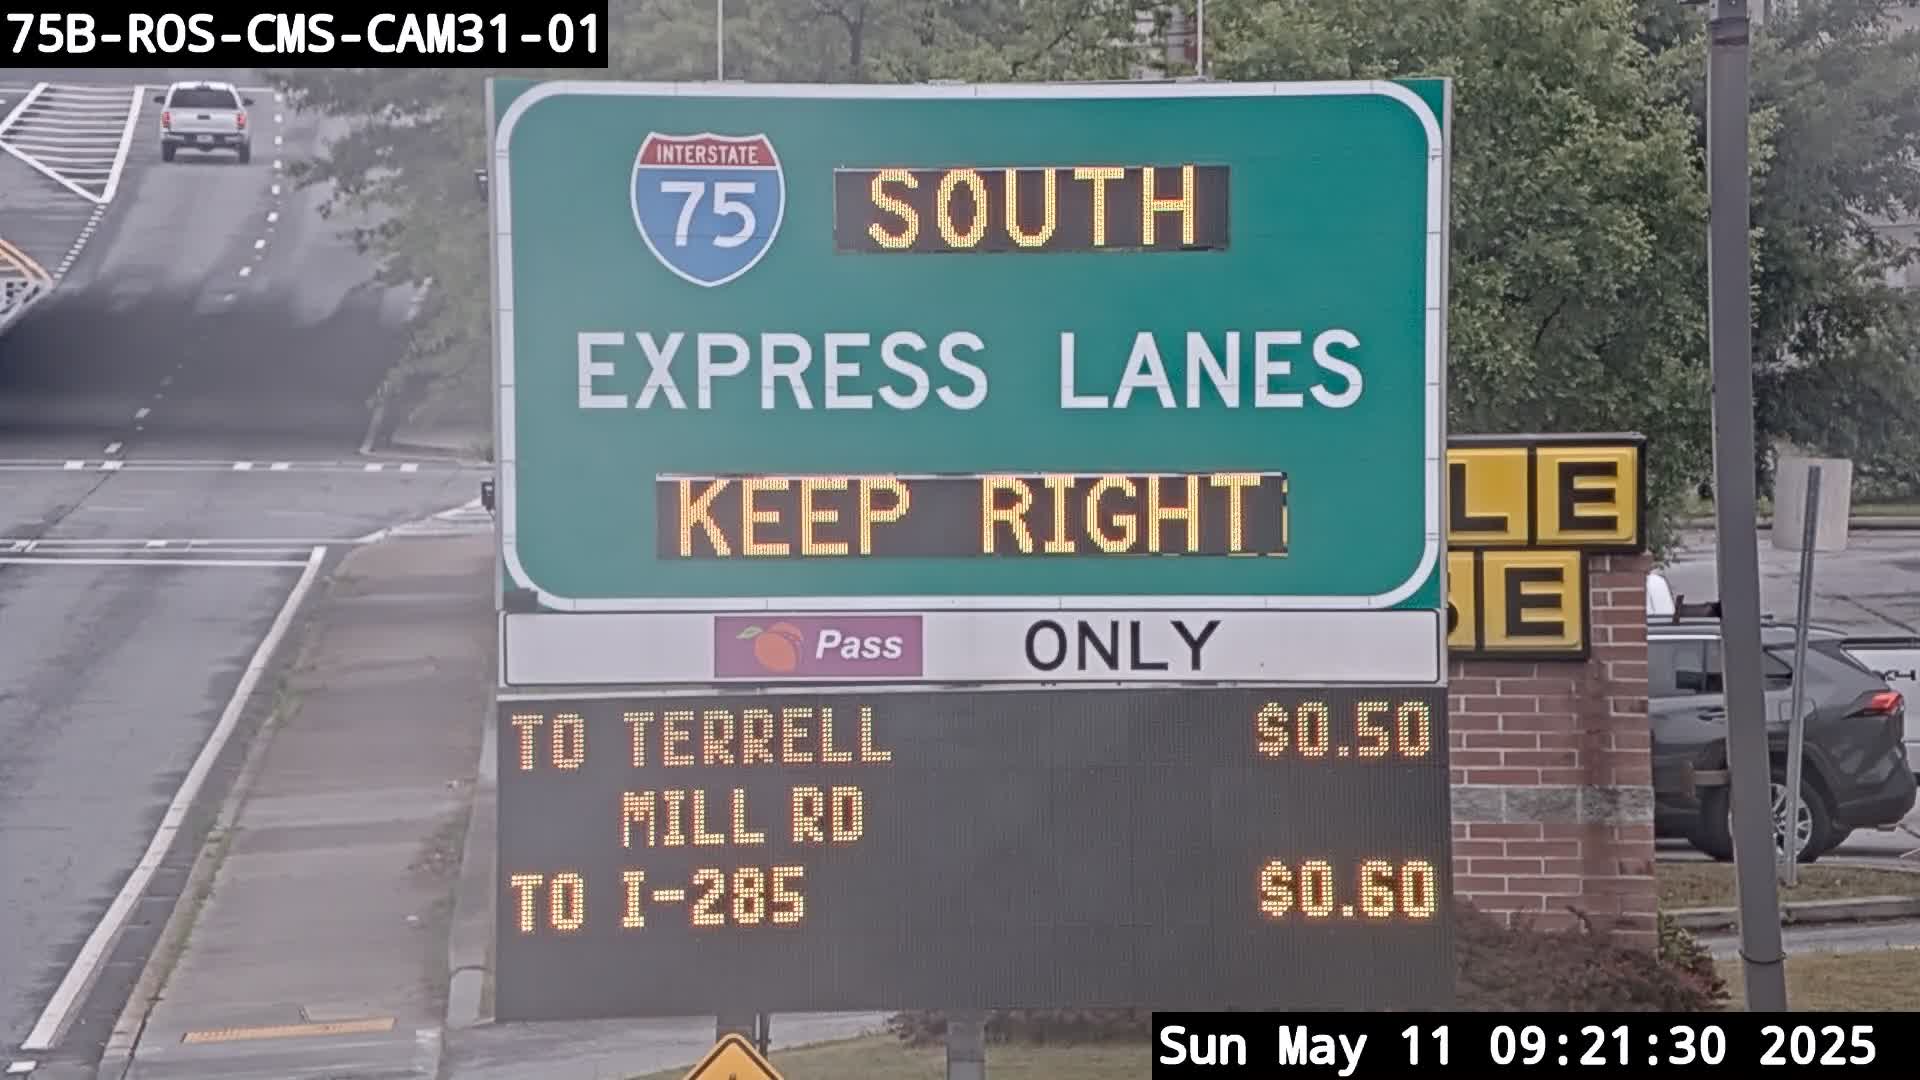 75B-ROS-CMS-CAM31-01
INTERSTATE
75
SOUTH
EXPRESS LANES
KEEP RIGHT
Pass ONLY
TO TERRELL $0.50
MILL RD
TO I-285 $0.60
LE
E
Sun May 11 09:21:30 2025